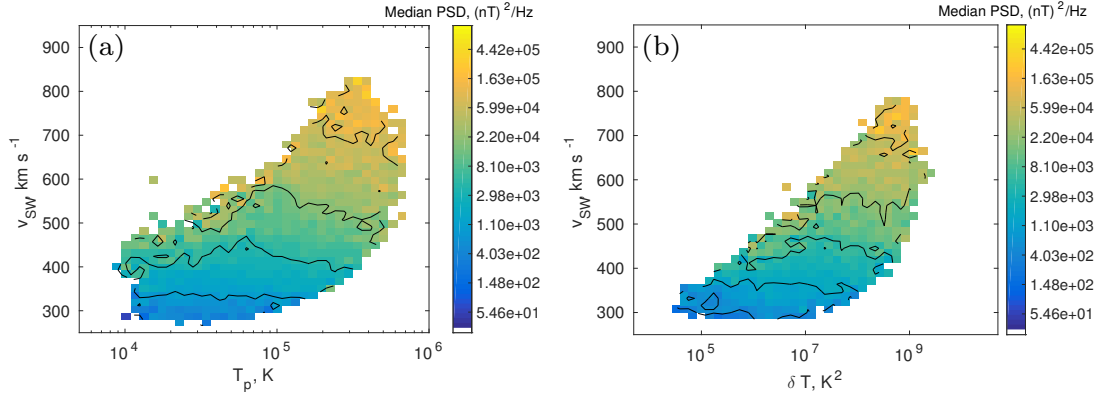 Median PSD, (nT) ²/Hz
(a)
900
800
700
600
500
400
300
v_SW km s⁻¹
10⁴
10⁵
10⁶
T_p, K
4.42e+05
1.63e+05
5.99e+04
2.20e+04
8.10e+03
2.98e+03
1.10e+03
4.03e+02
1.48e+02
5.46e+01
Median PSD, (nT) ²/Hz
(b)
900
800
700
600
500
400
300
v_SW km s⁻¹
10⁵
10⁷
10⁹
δ T, K²
4.42e+05
1.63e+05
5.99e+04
2.20e+04
8.10e+03
2.98e+03
1.10e+03
4.03e+02
1.48e+02
5.46e+01